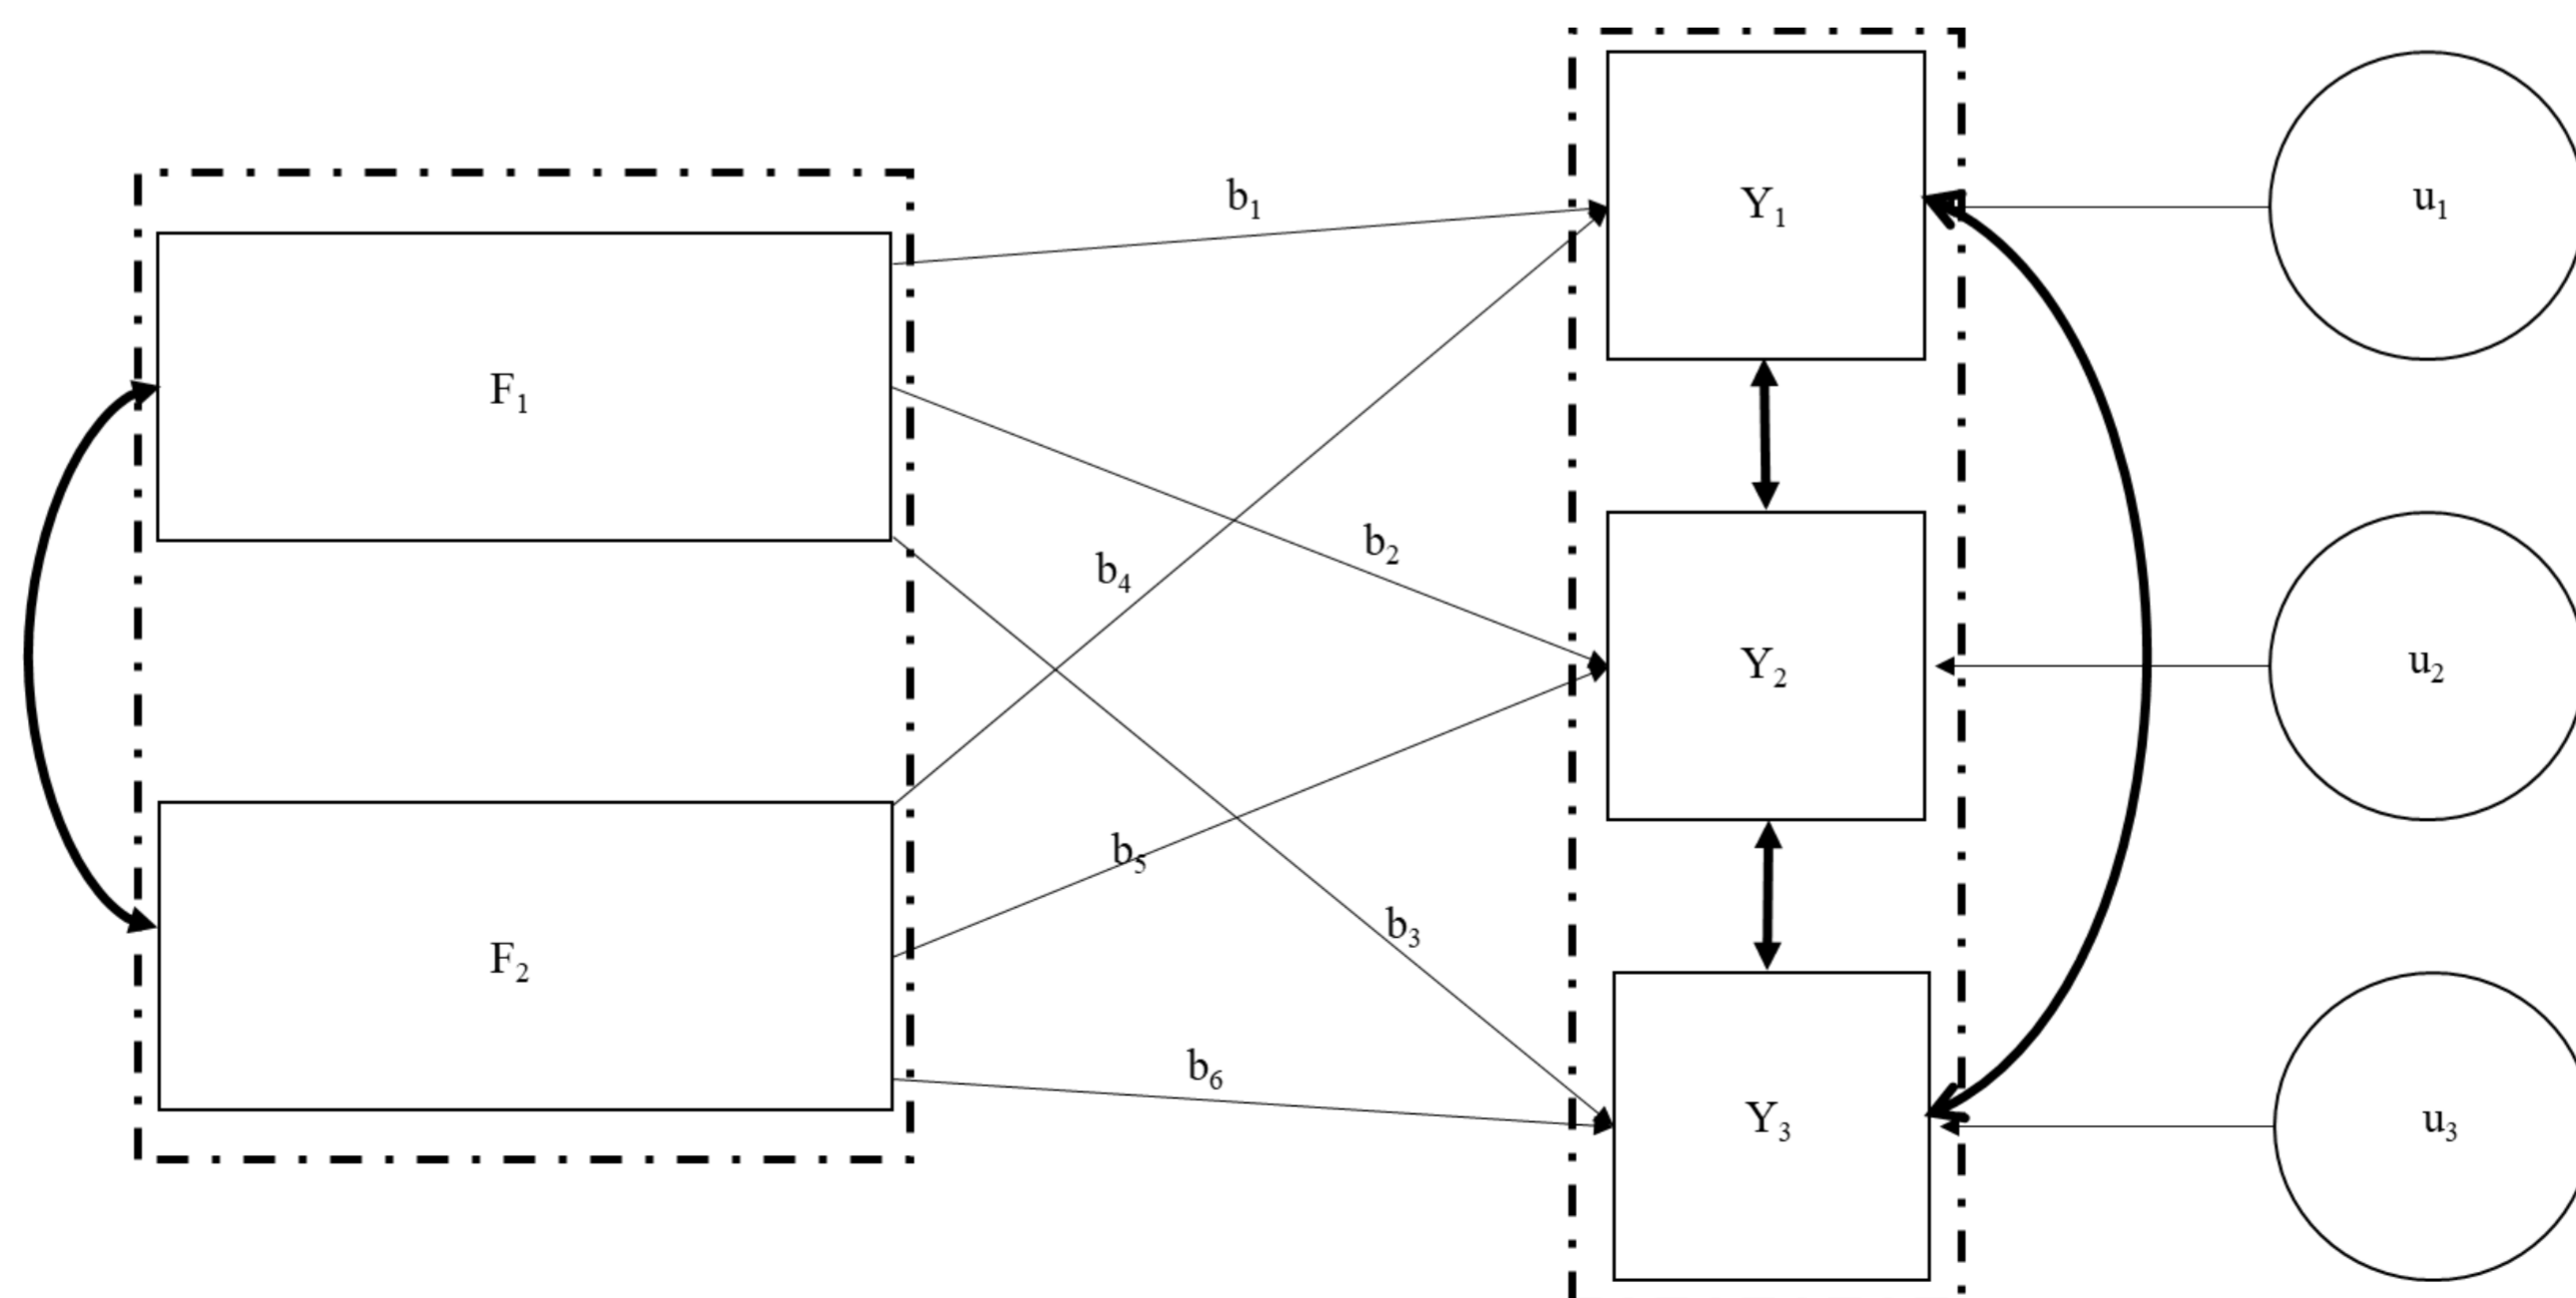 b₁
Y₁
u₁
F₁
b₂
b₄
Y₂
u₂
b₅
b₃
F₂
b₆
Y₃
u₃